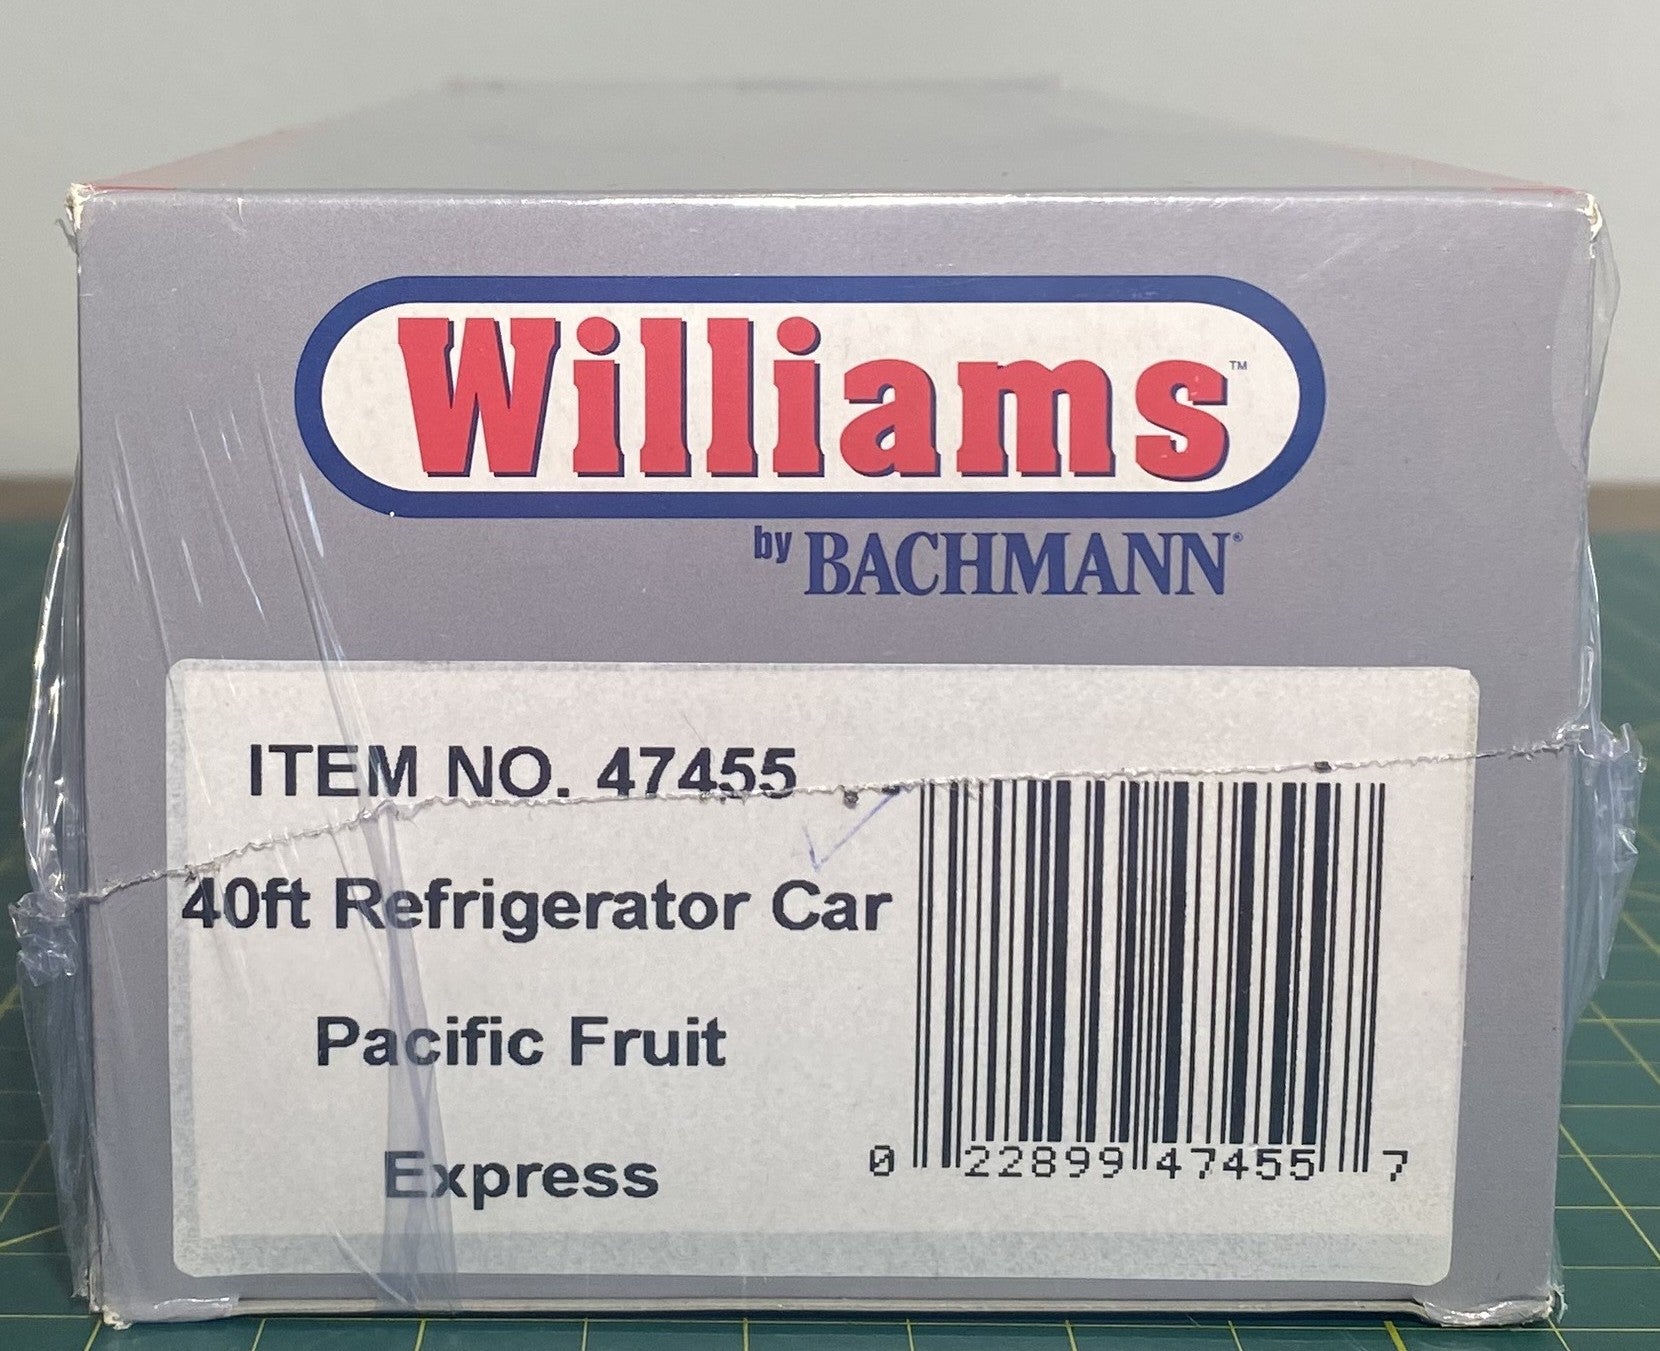 Williams™
by BACHMANN®
ITEM NO. 47455
40ft Refrigerator Car
Pacific Fruit
Express
0 22899 47455 7